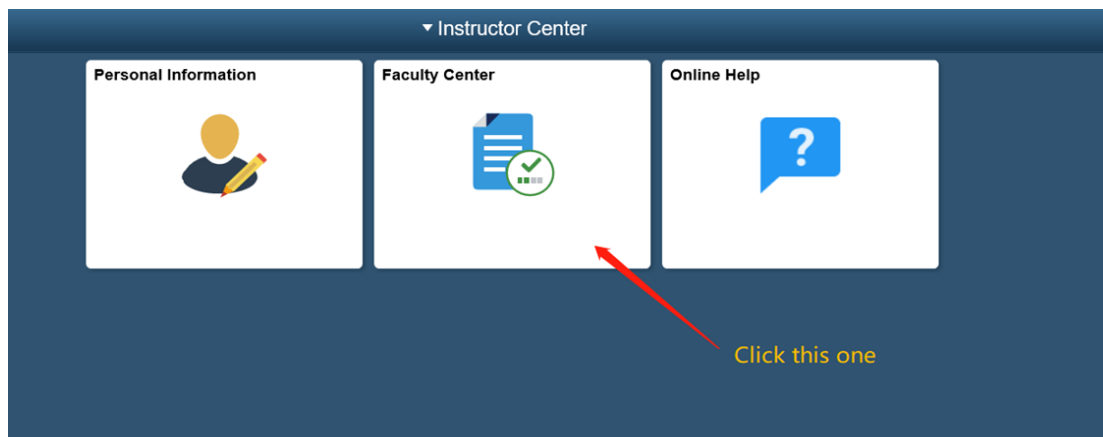 Instructor Center
Personal Information
Faculty Center
Online Help
?
Click this one